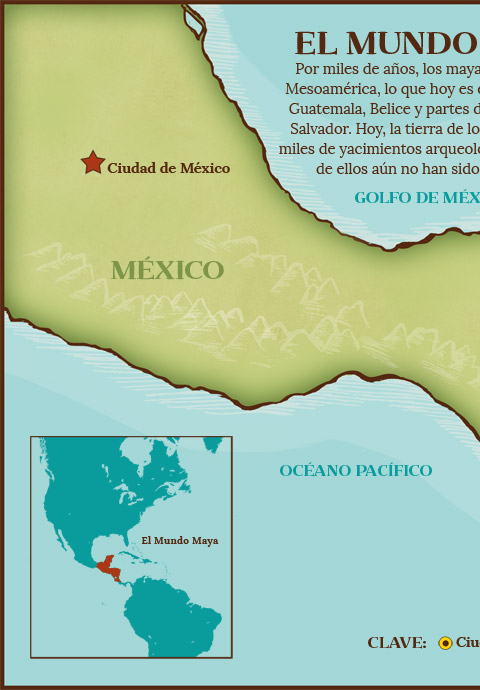 EL MUNDO
Por miles de años, los maya
Mesoamérica, lo que hoy es
Guatemala, Belice y partes d
Salvador. Hoy, la tierra de lo
miles de yacimientos arqueol
de ellos aún no han sido
GOLFO DE MÉX
Ciudad de México
MÉXICO
OCÉANO PACÍFICO
El Mundo Maya
CLAVE:
Ciu